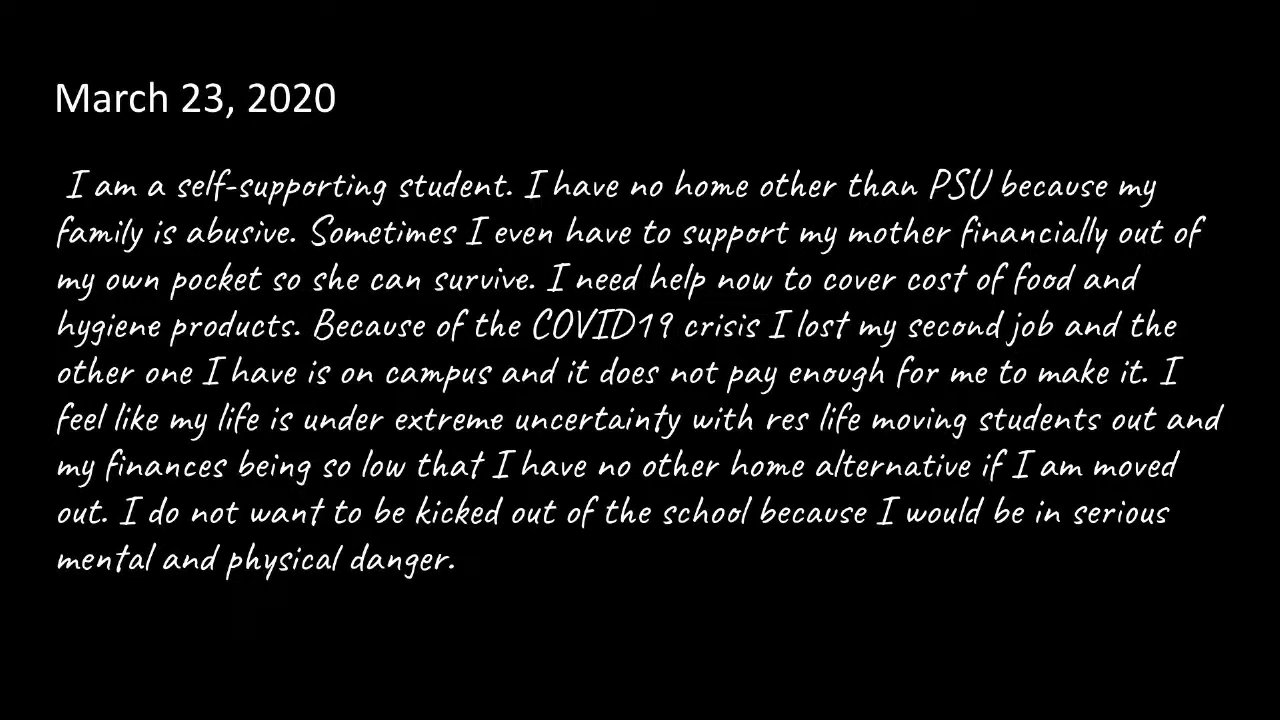 March 23, 2020
I am a self-supporting student. I have no home other than PSU because my
family is abusive. Sometimes I even have to support my mother financially out of
my own pocket so she can survive. I need help now to cover cost of food and
hygiene products. Because of the COVID19 crisis I lost my second job and the
other one I have is on campus and it does not pay enough for me to make it. I
feel like my life is under extreme uncertainty with res life moving students out and
my finances being so low that I have no other home alternative if I am moved
out. I do not want to be kicked out of the school because I would be in serious
mental and physical danger.